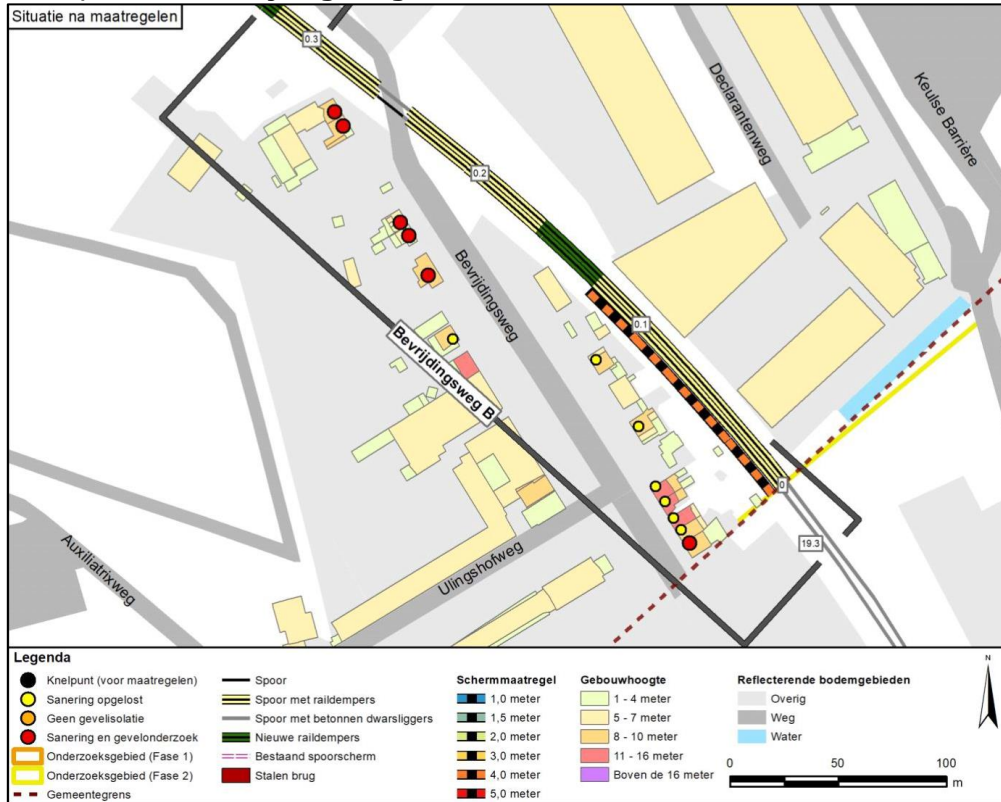 Situatie na maatregelen
0.3
0.2
0.1
0
19.3
Declarantenweg
Keulse Barrière
Bevrijdingsweg
Bevrijdingsweg B
Auxiliatrixweg
Ulingshofweg
Legenda
Knelpunt (voor maatregelen)
Sanering opgelost
Geen gevelisolatie
Sanering en gevelonderzoek
Onderzoeksgebied (Fase 1)
Onderzoeksgebied (Fase 2)
Gemeentegrens
Spoor
Spoor met raildempers
Spoor met betonnen dwarsliggers
Nieuwe raildempers
Bestaand spoorscherm
Stalen brug
Schermmaatregel
1,0 meter
1,5 meter
2,0 meter
3,0 meter
4,0 meter
5,0 meter
Gebouwhoogte
1 - 4 meter
5 - 7 meter
8 - 10 meter
11 - 16 meter
Boven de 16 meter
Reflecterende bodemgebieden
Overig
Weg
Water
N
0 50 100
m